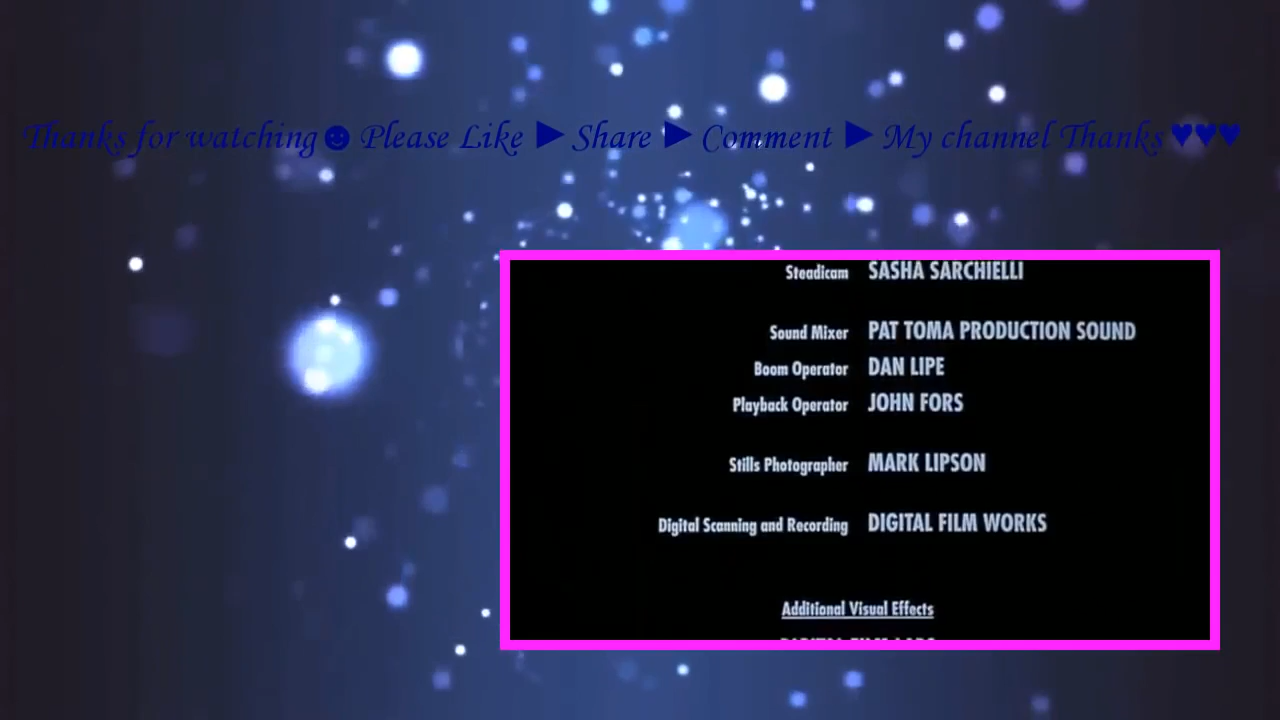 Thanks for watching☻Please Like ►Share ►Comment ►My channel Thanks ♥♥♥
Steadicam SASHA SARCHIELLI
Sound Mixer PAT TOMA PRODUCTION SOUND
Boom Operator DAN LIPE
Playback Operator JOHN FORS
Stills Photographer MARK LIPSON
Digital Scanning and Recording DIGITAL FILM WORKS
Additional Visual Effects